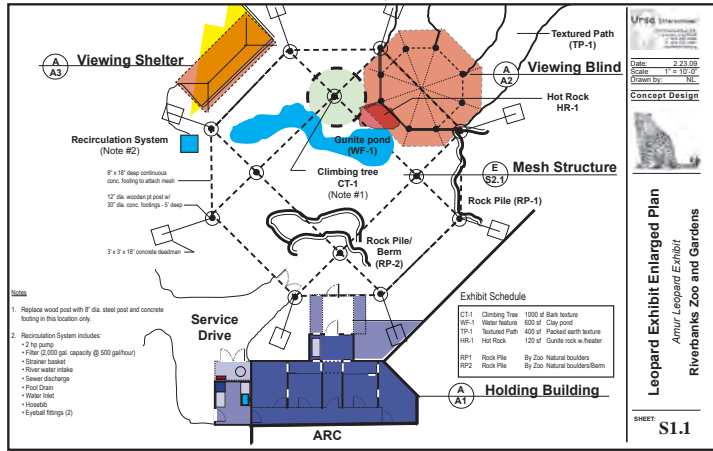 Viewing Shelter
A
A3
Textured Path
(TP-1)
A
A2
Viewing Blind
Hot Rock
HR-1
Recirculation System
(Note #2)
Gunite pond
(WF-1)
Climbing tree
CT-1
(Note #1)
E
S2.1
Mesh Structure
8" x 18" deep continuous
conc. footing to attach mesh
12" dia. wooden pt post w/
30" dia. conc. footings - 5' deep
3' x 3' x 18" concrete deadman
Rock Pile (RP-1)
Rock Pile/
Berm
(RP-2)
Notes
1. Replace wood post with 8" dia. steel post and concrete
footing in this location only.
2. Recirculation System includes:
• 2 hp pump
• Filter (2,000 gal. capacity @ 500 gal/hour)
• Strainer basket
• River water intake
• Sewer discharge
• Pool Drain
• Water Inlet
• Hosebib
• Eyeball fittings (2)
Service
Drive
Exhibit Schedule
CT-1 Climbing Tree 1000 sf Bark texture
WF-1 Water feature 600 sf Clay pond
TP-1 Textured Path 400 sf Packed earth texture
HR-1 Hot Rock 120 sf Gunite rock w.heater
RP1 Rock Pile By Zoo Natural boulders
RP2 Rock Pile By Zoo Natural boulders/Berm
A
A1
Holding Building
ARC
Ursa International
Date: 2.23.09
Scale 1" = 10'-0"
Drawn by: NL
Concept Design
Leopard Exhibit Enlarged Plan
Amur Leopard Exhibit
Riverbanks Zoo and Gardens
SHEET:
S1.1